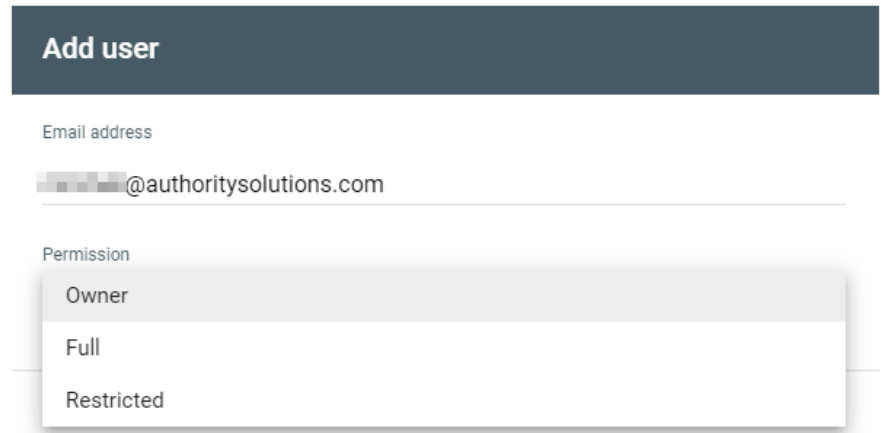 Add user
Email address
@authoritysolutions.com
Permission
Owner
Full
Restricted